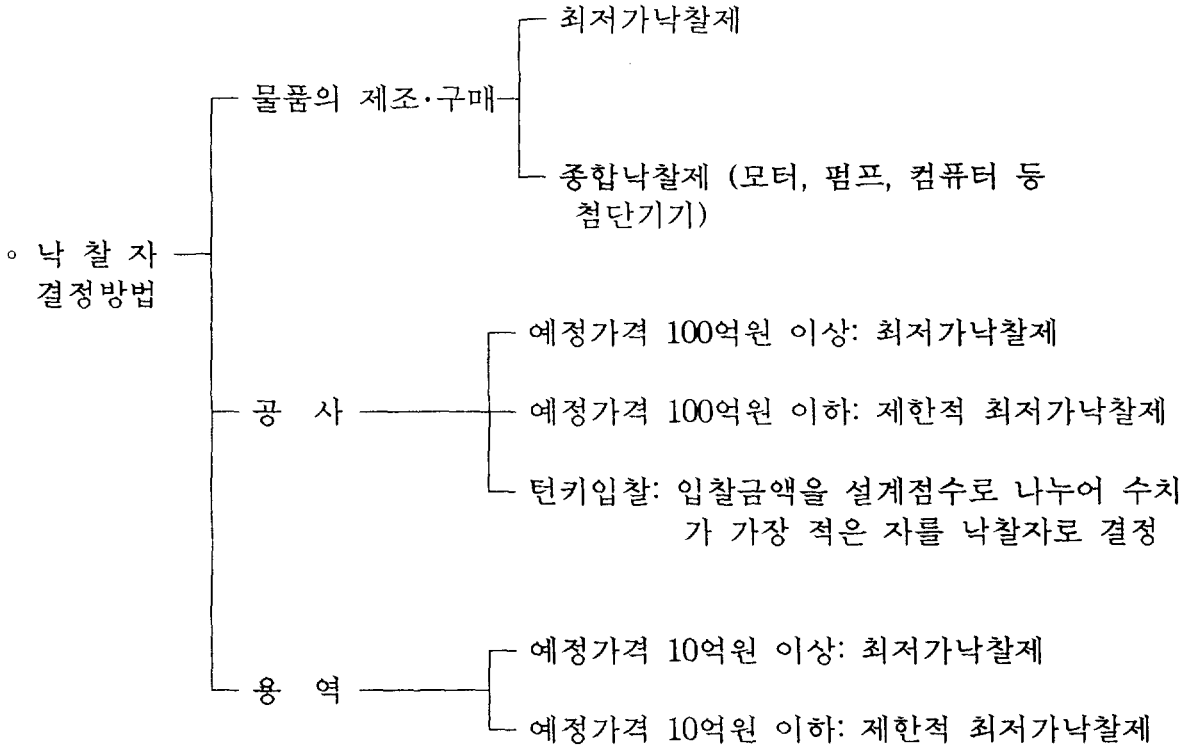 최저가낙찰제
물품의 제조·구매
종합낙찰제 (모터, 펌프, 컴퓨터 등
첨단기기)
◦ 낙 찰 자
결정방법
예정가격 100억원 이상: 최저가낙찰제
공 사
예정가격 100억원 이하: 제한적 최저가낙찰제
턴키입찰: 입찰금액을 설계점수로 나누어 수치
가 가장 적은 자를 낙찰자로 결정
예정가격 10억원 이상: 최저가낙찰제
용 역
예정가격 10억원 이하: 제한적 최저가낙찰제